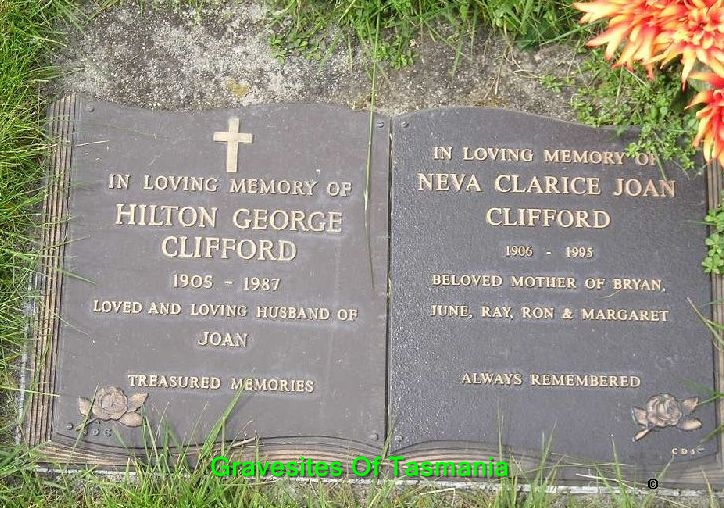 IN LOVING MEMORY OF
HILTON GEORGE
CLIFFORD
1905 - 1987
LOVED AND LOVING HUSBAND OF
JOAN
TREASURED MEMORIES
IN LOVING MEMORY OF
NEVA CLARICE JOAN
CLIFFORD
1906 - 1995
BELOVED MOTHER OF BRYAN,
JUNE, RAY, RON & MARGARET
ALWAYS REMEMBERED
Gravesites Of Tasmania